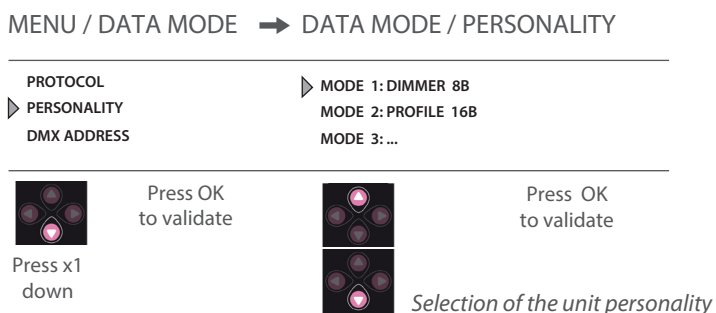 MENU / DATA MODE ➔ DATA MODE / PERSONALITY
PROTOCOL
PERSONALITY
DMX ADDRESS
MODE 1: DIMMER 8B
MODE 2: PROFILE 16B
MODE 3: ...
Press OK
to validate
Press x1
down
Press OK
to validate
Selection of the unit personality